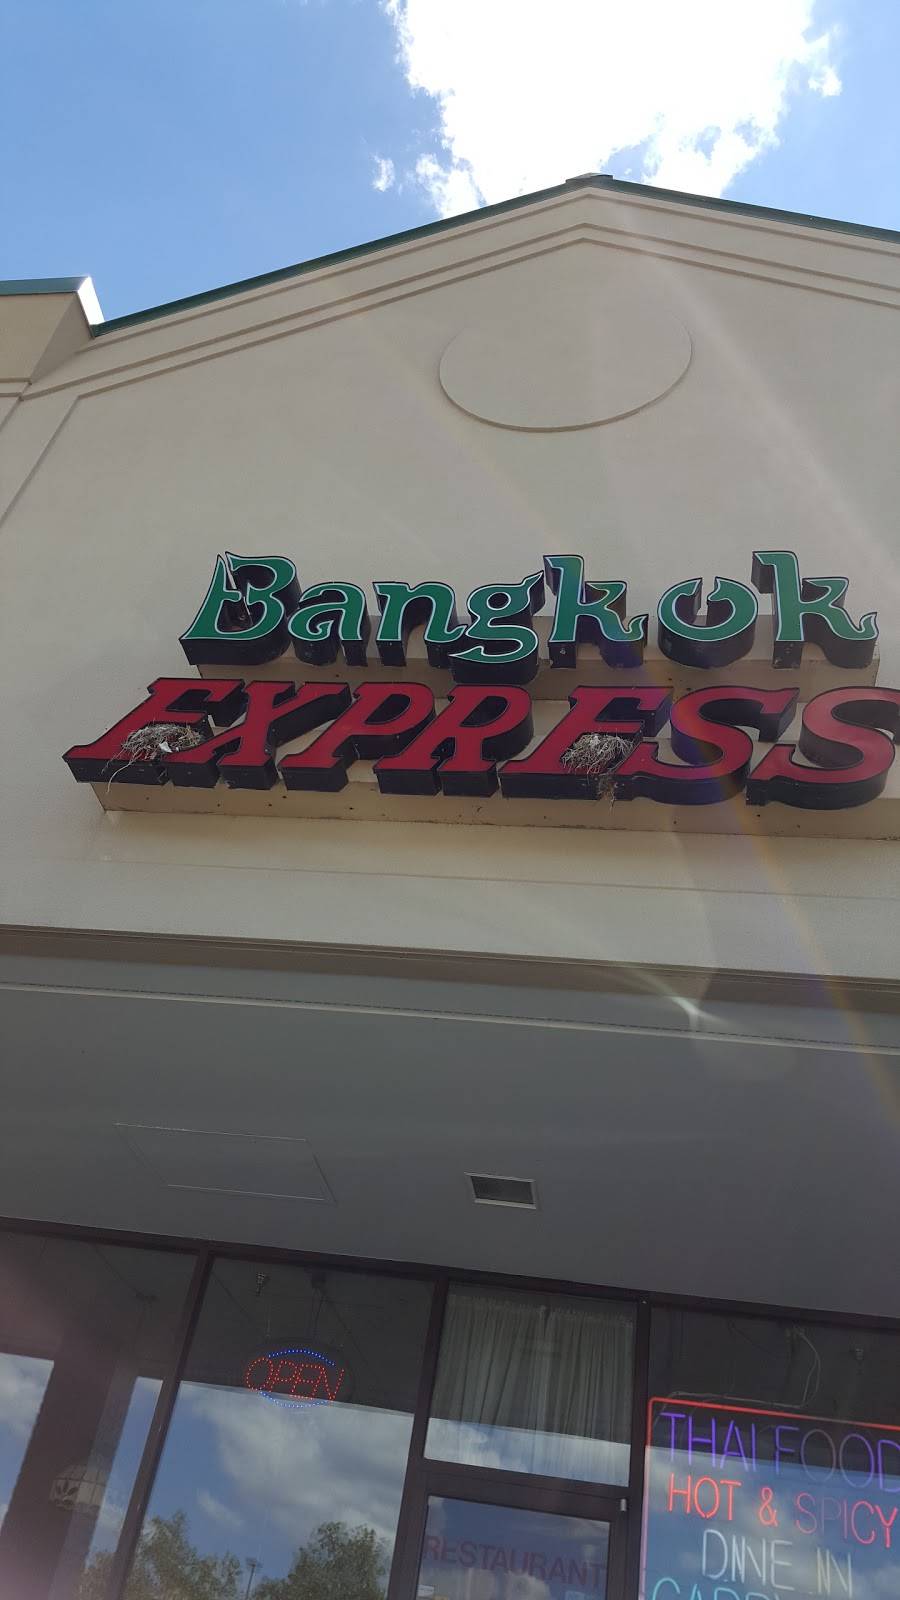 Bangkok
EXPRESS
OPEN
THAI FOOD
HOT & SPICY
DINE IN
RESTAURANT